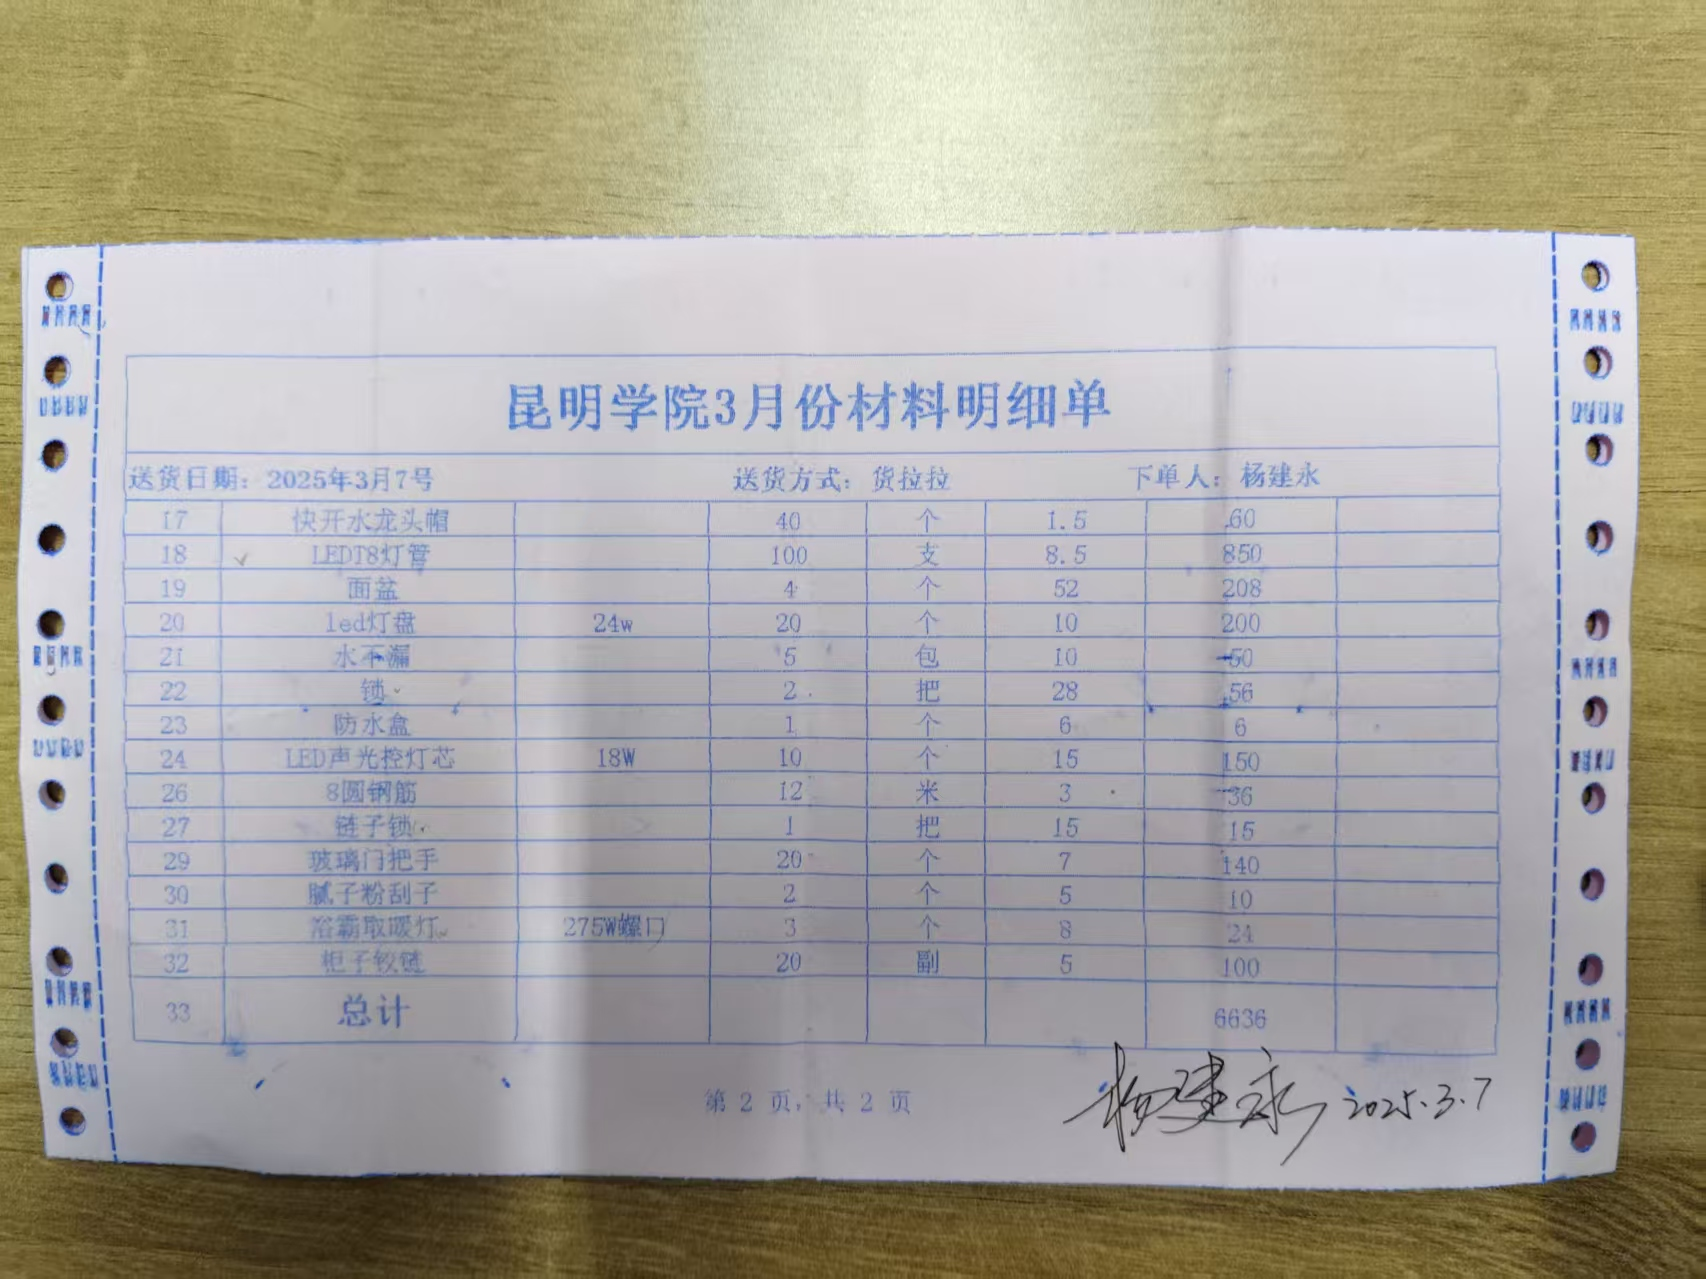 昆明学院3月份材料明细单
送货日期：2025年3月7号 送货方式：货拉拉 下单人：杨建永
17 快开水龙头帽 40 个 1.5 60
18 LEDT8灯管 100 支 8.5 850
19 面盆 4 个 52 208
20 led灯盘 24w 20 个 10 200
21 水不漏 5 包 10 50
22 锁 2 把 28 56
23 防水盒 1 个 6 6
24 LED声光控灯芯 18W 10 个 15 150
26 8圆钢筋 12 米 3 36
27 链子锁 1 把 15 15
29 玻璃门把手 20 个 7 140
30 腻子粉刮子 2 个 5 10
31 浴霸取暖灯 275W螺口 3 个 8 24
32 柜子铰链 20 副 5 100
33 总计 6636
第 2 页，共 2 页
杨建永 2025.3.7